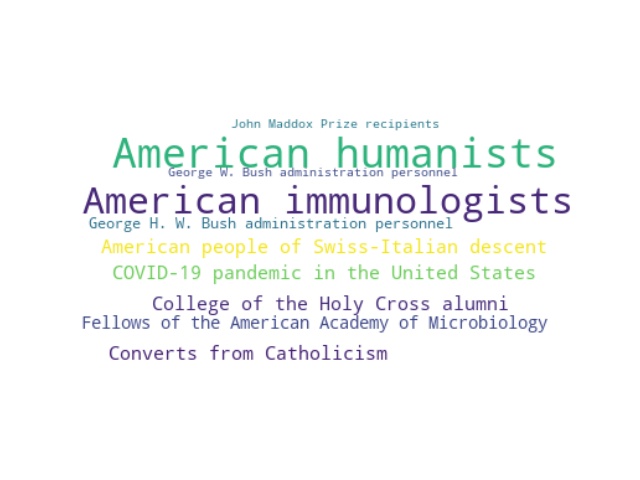 John Maddox Prize recipients
American humanists
George W. Bush administration personnel
American immunologists
George H. W. Bush administration personnel
American people of Swiss-Italian descent
COVID-19 pandemic in the United States
College of the Holy Cross alumni
Fellows of the American Academy of Microbiology
Converts from Catholicism